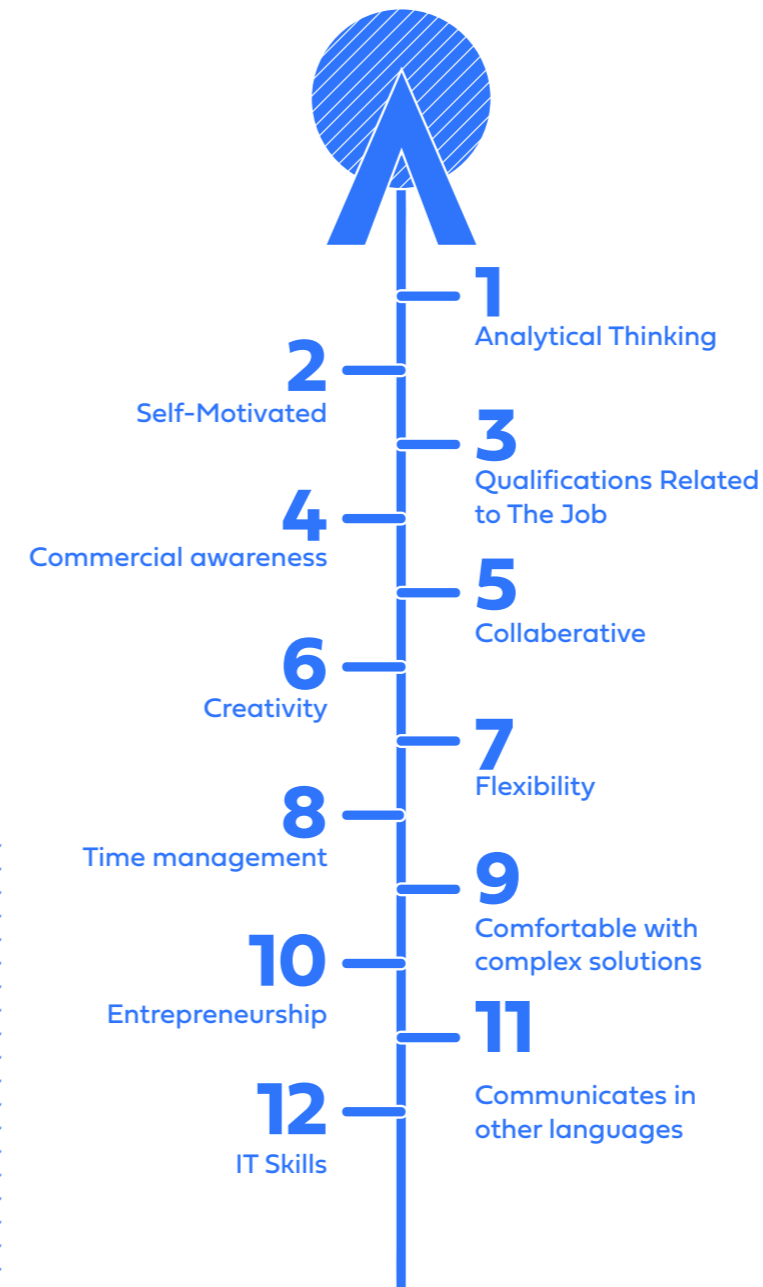 1
Analytical Thinking
2
Self-Motivated
3
Qualifications Related
to The Job
4
Commercial awareness
5
Collaberative
6
Creativity
7
Flexibility
8
Time management
9
Comfortable with
complex solutions
10
Entrepreneurship
11
Communicates in
other languages
12
IT Skills